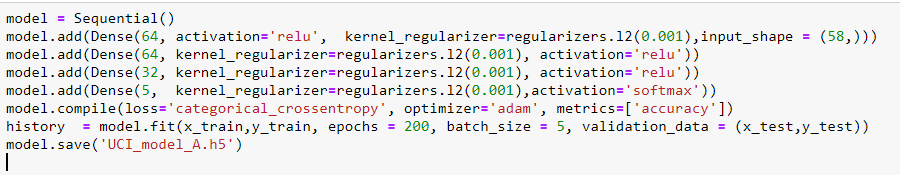 model = Sequential()
model.add(Dense(64, activation='relu',  kernel_regularizer=regularizers.l2(0.001),input_shape = (58,)))
model.add(Dense(64, kernel_regularizer=regularizers.l2(0.001), activation='relu'))
model.add(Dense(32, kernel_regularizer=regularizers.l2(0.001), activation='relu'))
model.add(Dense(5,  kernel_regularizer=regularizers.l2(0.001),activation='softmax'))
model.compile(loss='categorical_crossentropy', optimizer='adam', metrics=['accuracy'])
history  = model.fit(x_train,y_train, epochs = 200, batch_size = 5, validation_data = (x_test,y_test))
model.save('UCI_model_A.h5')